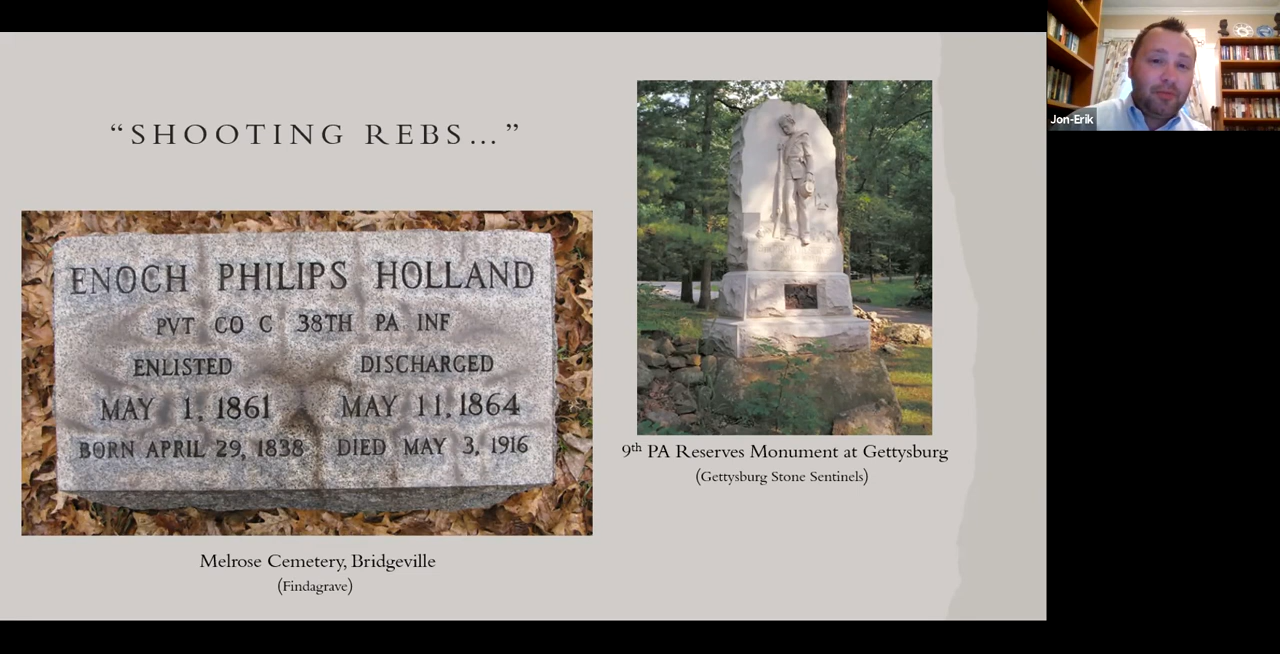 “SHOOTING REBS…”
ENOCH PHILIPS HOLLAND
PVT CO C 38TH PA INF
ENLISTED DISCHARGED
MAY 1, 1861 MAY 11, 1864
BORN APRIL 29, 1838 DIED MAY 3, 1916
Melrose Cemetery, Bridgeville
(Findagrave)
9th PA Reserves Monument at Gettysburg
(Gettysburg Stone Sentinels)
Jon-Erik